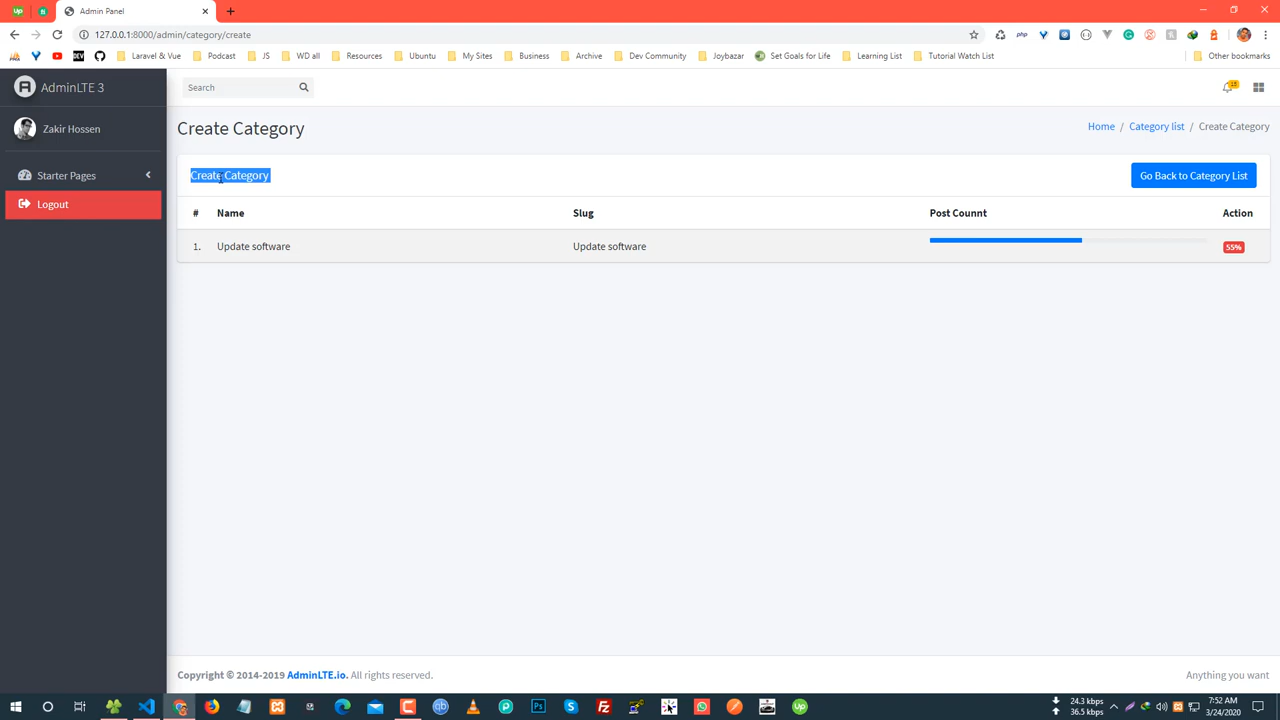 Admin Panel
127.0.0.1:8000/admin/category/create
Laravel & Vue
Podcast
JS
WD all
Resources
Ubuntu
My Sites
Business
Archive
Dev Community
Joybazar
Set Goals for Life
Learning List
Tutorial Watch List
Other bookmarks
AdminLTE 3
Search
15
Zakir Hossen
Create Category
Home / Category list / Create Category
Starter Pages
Logout
Create Category
Go Back to Category List
# Name Slug Post Counnt Action
1. Update software Update software 55%
Copyright © 2014-2019 AdminLTE.io. All rights reserved.
Anything you want
24.3 kbps
36.5 kbps
7:52 AM
3/24/2020